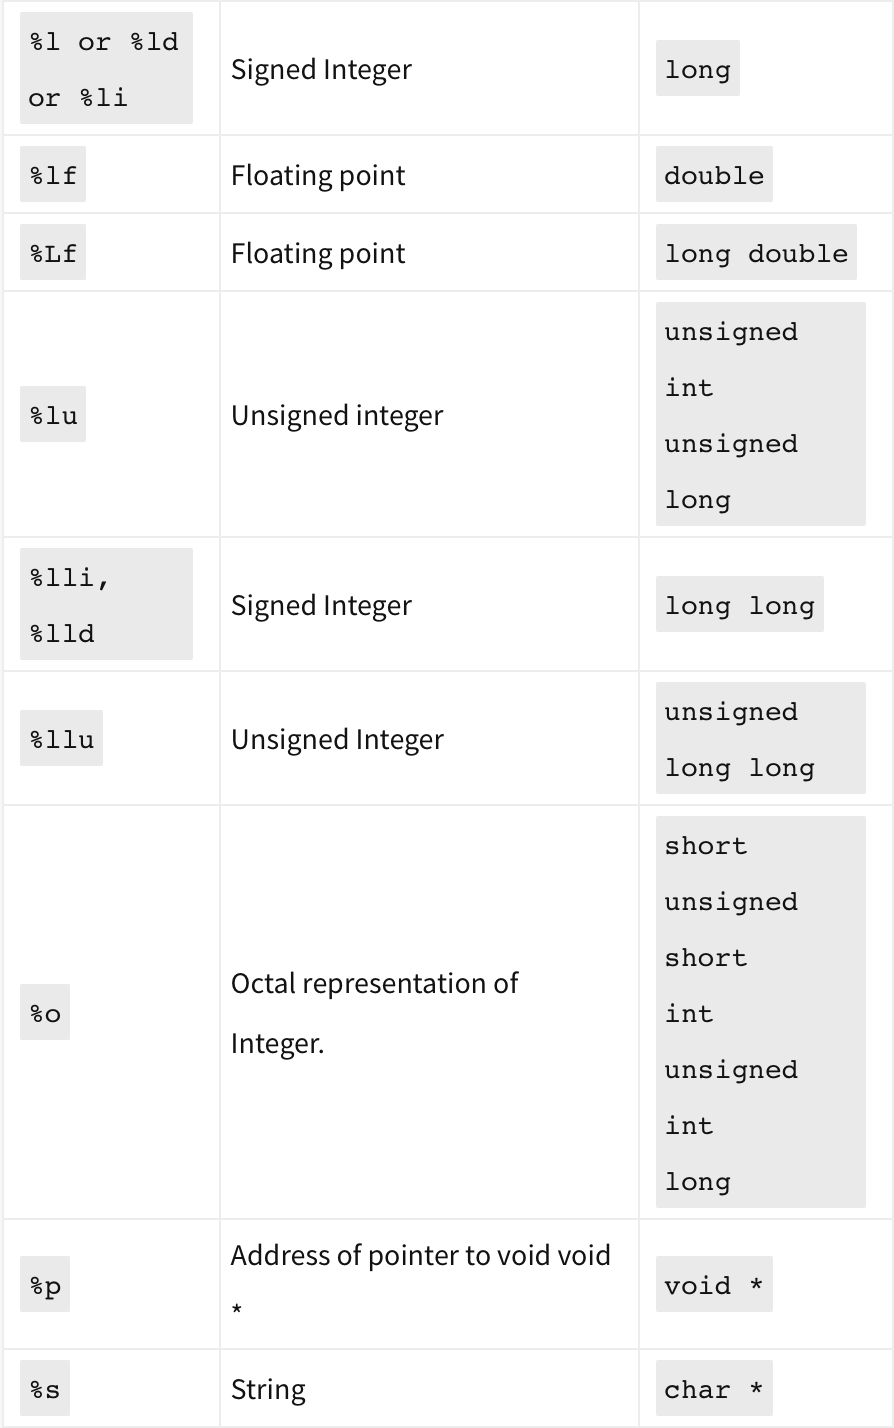 %l or %ld
or %li
Signed Integer
long
%lf
Floating point
double
%Lf
Floating point
long double
%lu
Unsigned integer
unsigned
int
unsigned
long
%lli,
%lld
Signed Integer
long long
%llu
Unsigned Integer
unsigned
long long
%o
Octal representation of
Integer.
short
unsigned
short
int
unsigned
int
long
%p
Address of pointer to void void
*
void *
%s
String
char *